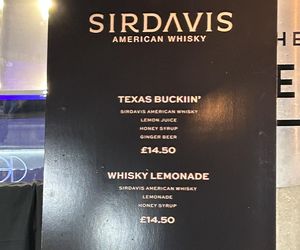 SIRDAVIS
AMERICAN WHISKY
HE
E
TEXAS BUCKIIN'
SIRDAVIS AMERICAN WHISKY
LEMON JUICE
HONEY SYRUP
GINGER BEER
£14.50
WHISKY LEMONADE
SIRDAVIS AMERICAN WHISKY
LEMONADE
HONEY SYRUP
£14.50